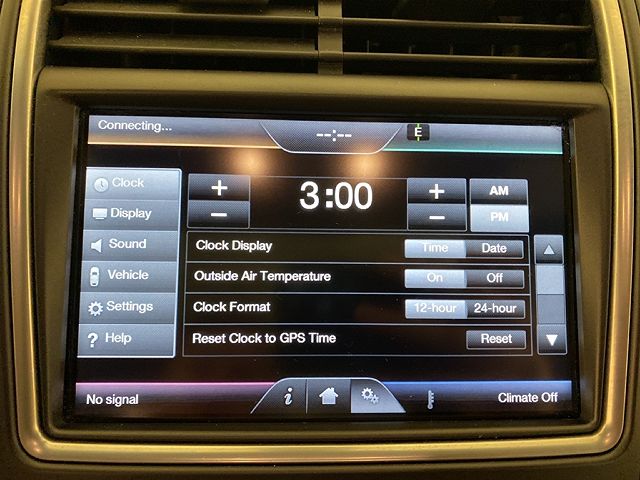 Connecting... --:-- E
Clock + 3:00 + AM
Display − − PM
Sound Clock Display Time Date
Vehicle Outside Air Temperature On Off
Settings Clock Format 12-hour 24-hour
Help Reset Clock to GPS Time Reset
No signal i Climate Off